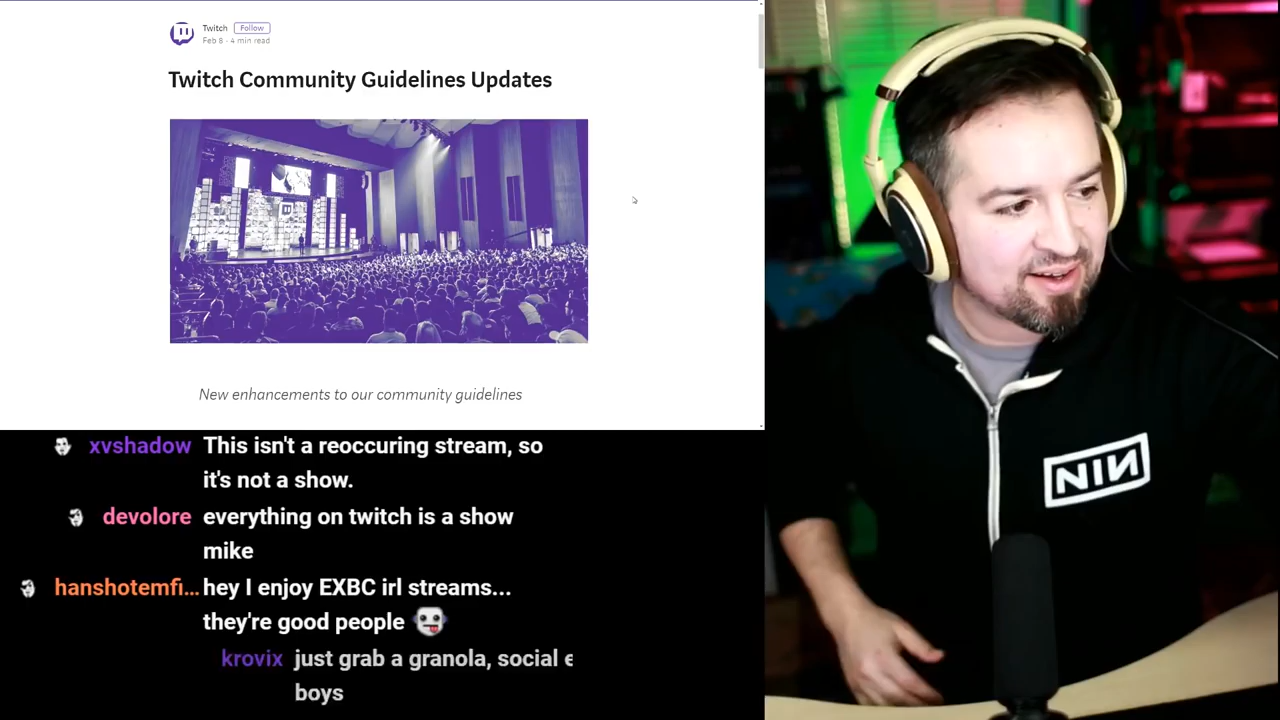 Twitch Follow
Feb 8 · 4 min read
Twitch Community Guidelines Updates
New enhancements to our community guidelines
xvshadow This isn't a reoccuring stream, so
it's not a show.
devolore everything on twitch is a show
mike
hanshotemfi... hey I enjoy EXBC irl streams...
they're good people
krovix just grab a granola, social e
boys
NIN